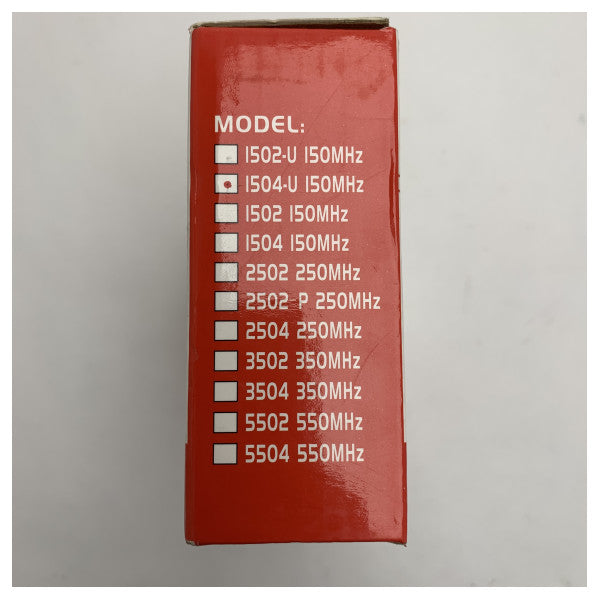 MODEL:
1502-U 150MHz
1504-U 150MHz
1502 150MHz
1504 150MHz
2502 250MHz
2502-P 250MHz
2504 250MHz
3502 350MHz
3504 350MHz
5502 550MHz
5504 550MHz